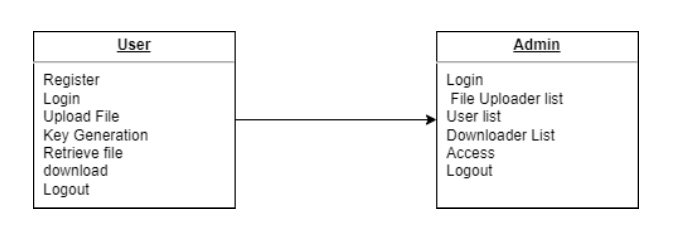 User
Register
Login
Upload File
Key Generation
Retrieve file
download
Logout
Admin
Login
File Uploader list
User list
Downloader List
Access
Logout